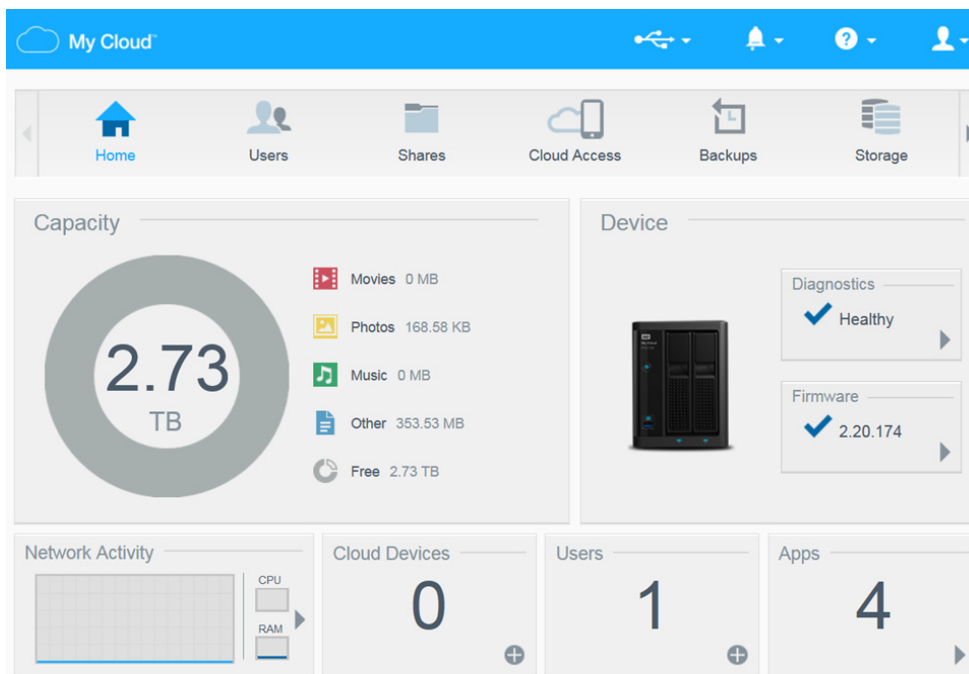 My Cloud™
Home
Users
Shares
Cloud Access
Backups
Storage
Capacity
2.73
TB
Movies 0 MB
Photos 168.58 KB
Music 0 MB
Other 353.53 MB
Free 2.73 TB
Device
Diagnostics
Healthy
Firmware
2.20.174
Network Activity
CPU
RAM
Cloud Devices
0
Users
1
Apps
4